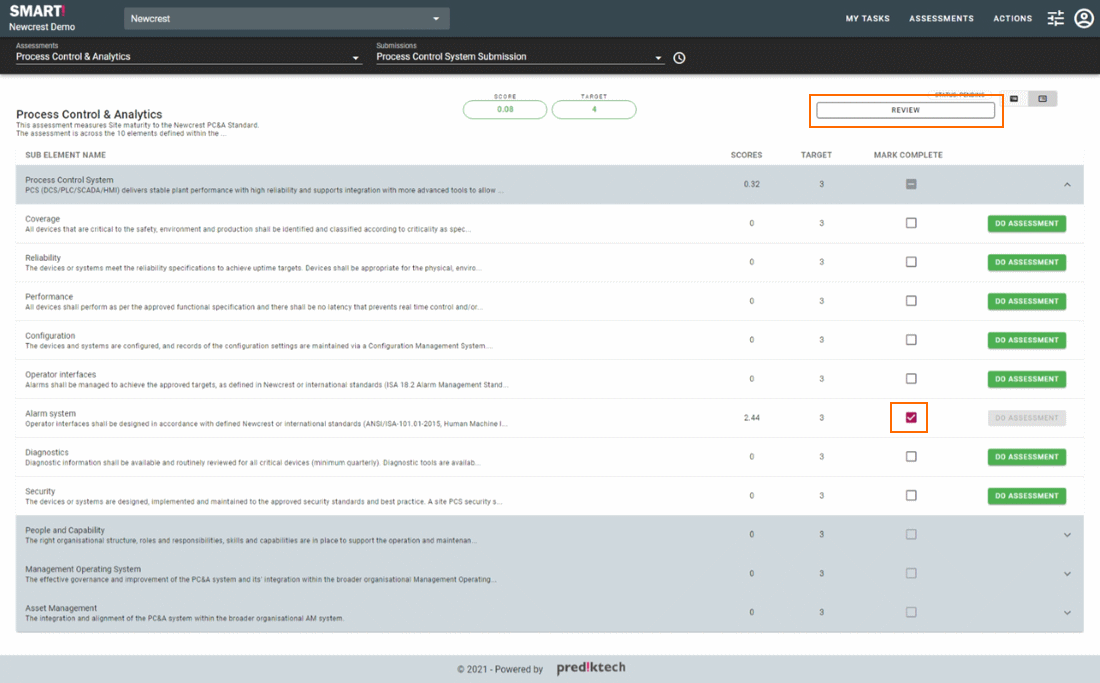 SMART!
Newcrest Demo
Newcrest
MY TASKS
ASSESSMENTS
ACTIONS
Assessments
Process Control & Analytics
Submissions
Process Control System Submission
SCORE
0.08
TARGET
4
STATUS: PENDING
REVIEW
Process Control & Analytics
This assessment measures Site maturity to the Newcrest PC&A Standard.
The assessment is across the 10 elements defined within the ...
SUB ELEMENT NAME
SCORES
TARGET
MARK COMPLETE
Process Control System
PCS (DCS/PLC/SCADA/HMI) delivers stable plant performance with high reliability and supports integration with more advanced tools to allow ...
0.32
3
Coverage
All devices that are critical to the safety, environment and production shall be identified and classified according to criticality as spec...
0
3
DO ASSESSMENT
Reliability
The devices or systems meet the reliability specifications to achieve uptime targets. Devices shall be appropriate for the physical, enviro...
0
3
DO ASSESSMENT
Performance
All devices shall perform as per the approved functional specification and there shall be no latency that prevents real time control and/or...
0
3
DO ASSESSMENT
Configuration
The devices and systems are configured, and records of the configuration settings are maintained via a Configuration Management System....
0
3
DO ASSESSMENT
Operator interfaces
Alarms shall be managed to achieve the approved targets, as defined in Newcrest or international standards (ISA 18.2 Alarm Management Stand...
0
3
DO ASSESSMENT
Alarm system
Operator interfaces shall be designed in accordance with defined Newcrest or international standards (ANSI/ISA-101.01-2015, Human Machine I...
2.44
3
DO ASSESSMENT
Diagnostics
Diagnostic information shall be available and routinely reviewed for all critical devices (minimum quarterly). Diagnostic tools are availab...
0
3
DO ASSESSMENT
Security
The devices or systems are designed, implemented and maintained to the approved security standards and best practice. A site PCS security s...
0
3
DO ASSESSMENT
People and Capability
The right organisational structure, roles and responsibilities, skills and capabilities are in place to support the operation and maintenan...
0
3
Management Operating System
The effective governance and improvement of the PC&A system and its' integration within the broader organisational Management Operating...
0
3
Asset Management
The integration and alignment of the PC&A system within the broader organisational AM system.
0
3
© 2021 - Powered by
pred!ktech